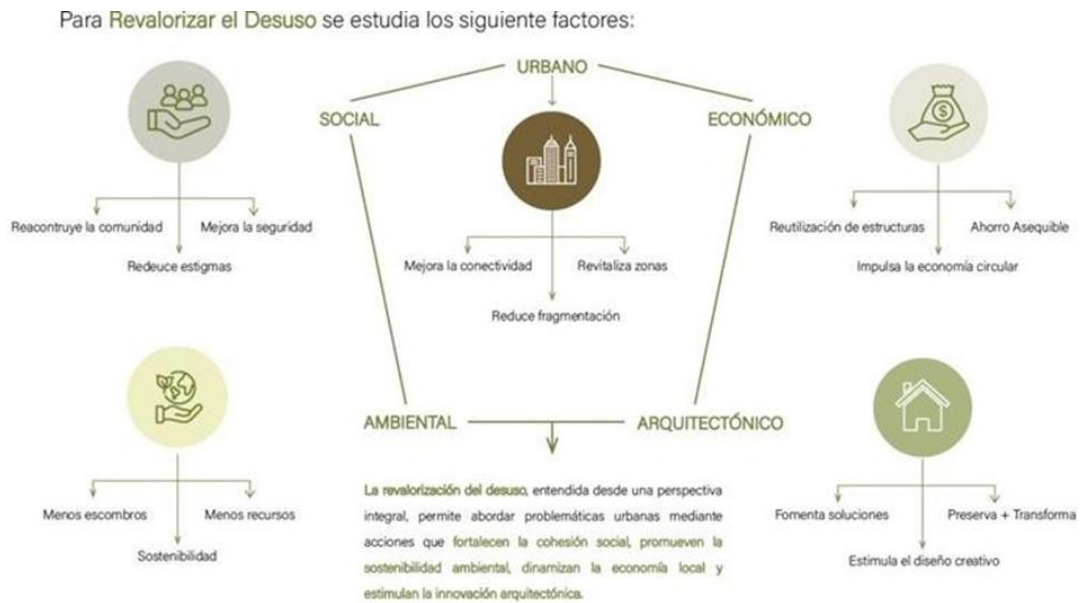 Para Revalorizar el Desuso se estudia los siguiente factores:
URBANO
SOCIAL
ECONÓMICO
$
Reacontruye la comunidad
Mejora la seguridad
Redeuce estigmas
Mejora la conectividad
Revitaliza zonas
Reduce fragmentación
Reutilización de estructuras
Ahorro Asequible
Impulsa la economía circular
AMBIENTAL
ARQUITECTÓNICO
Menos escombros
Menos recursos
Sostenibilidad
La revalorización del desuso, entendida desde una perspectiva
integral, permite abordar problemáticas urbanas mediante
acciones que fortalecen la cohesión social, promueven la
sostenibilidad ambiental, dinamizan la economía local y
estimulan la innovación arquitectónica.
Fomenta soluciones
Preserva + Transforma
Estimula el diseño creativo